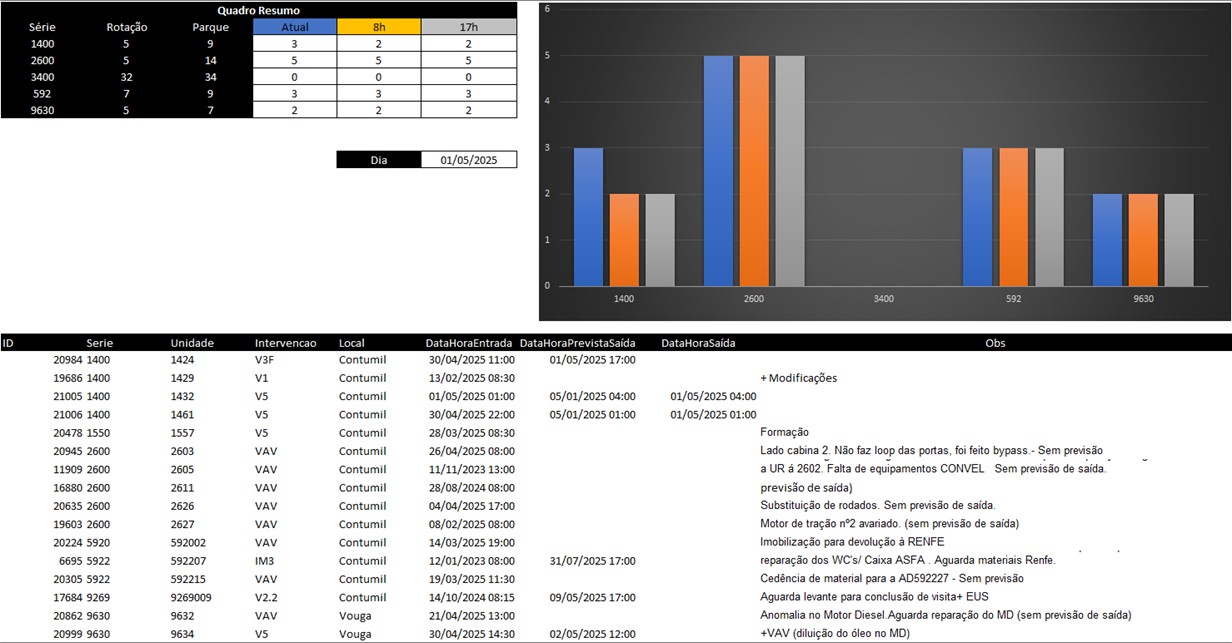 Quadro Resumo
Série Rotação Parque Atual 8h 17h
1400 5 9 3 2 2
2600 5 14 5 5 5
3400 32 34 0 0 0
592 7 9 3 3 3
9630 5 7 2 2 2
Dia 01/05/2025
6
5
4
3
2
1
0
1400 2600 3400 592 9630
ID Serie Unidade Intervencao Local DataHoraEntrada DataHoraPrevistaSaída DataHoraSaída Obs
20984 1400 1424 V3F Contumil 30/04/2025 11:00 01/05/2025 17:00
19686 1400 1429 V1 Contumil 13/02/2025 08:30 + Modificações
21005 1400 1432 V5 Contumil 01/05/2025 01:00 05/01/2025 04:00 01/05/2025 04:00
21006 1400 1461 V5 Contumil 30/04/2025 22:00 05/01/2025 01:00 01/05/2025 01:00
20478 1550 1557 V5 Contumil 28/03/2025 08:30 Formação
20945 2600 2603 VAV Contumil 26/04/2025 08:00 Lado cabina 2. Não faz loop das portas, foi feito bypass.- Sem previsão
11909 2600 2605 VAV Contumil 11/11/2023 13:00 a UR á 2602. Falta de equipamentos CONVEL Sem previsão de saída.
16880 2600 2611 VAV Contumil 28/08/2024 08:00 previsão de saída)
20635 2600 2626 VAV Contumil 04/04/2025 17:00 Substituição de rodados. Sem previsão de saída.
19603 2600 2627 VAV Contumil 08/02/2025 08:00 Motor de tração nº2 avariado. (sem previsão de saída)
20224 5920 592002 VAV Contumil 14/03/2025 19:00 Imobilização para devolução à RENFE
6695 5922 592207 IM3 Contumil 12/01/2023 08:00 31/07/2025 17:00 reparação dos WC's/ Caixa ASFA . Aguarda materiais Renfe.
20305 5922 592215 VAV Contumil 19/03/2025 11:30 Cedência de material para a AD592227 - Sem previsão
17684 9269 9269009 V2.2 Contumil 14/10/2024 08:15 09/05/2025 17:00 Aguarda levante para conclusão de visita+ EUS
20862 9630 9632 VAV Vouga 21/04/2025 13:00 Anomalia no Motor Diesel.Aguarda reparação do MD (sem previsão de saída)
20999 9630 9634 V5 Vouga 30/04/2025 14:30 02/05/2025 12:00 +VAV (diluição do óleo no MD)